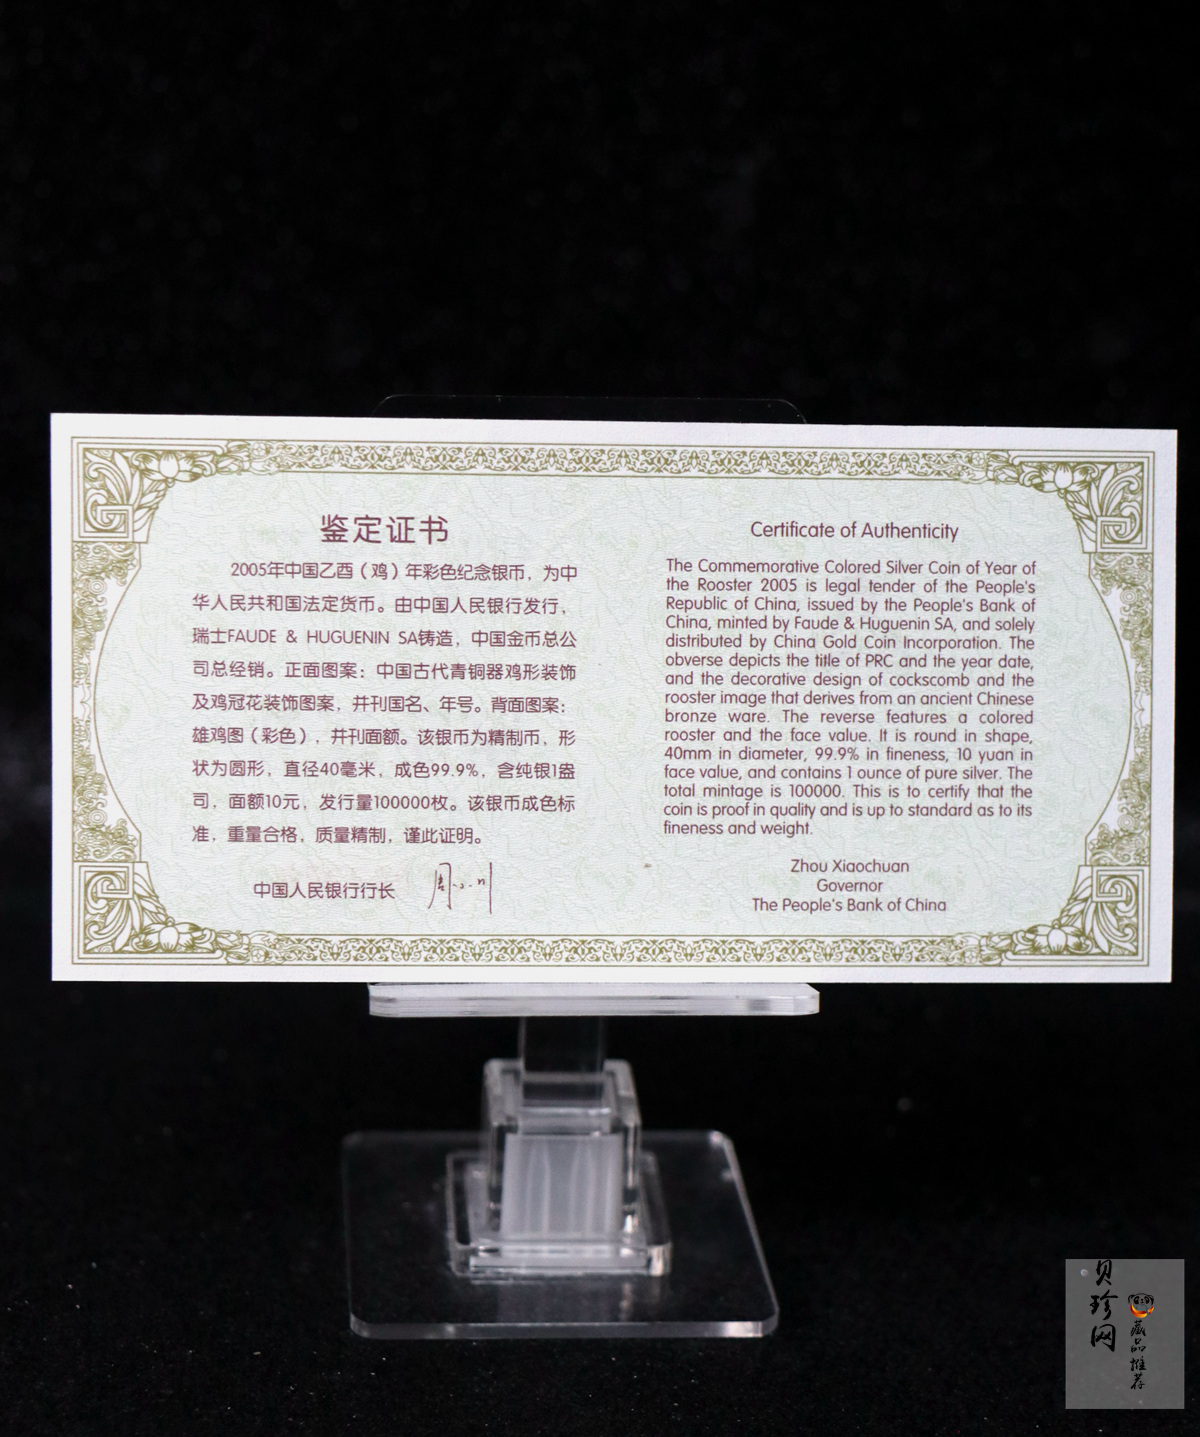 鉴定证书
2005年中国乙酉（鸡）年彩色纪念银币，为中
华人民共和国法定货币。由中国人民银行发行，
瑞士FAUDE & HUGUENIN SA铸造，中国金币总公
司总经销。正面图案：中国古代青铜器鸡形装饰
及鸡冠花装饰图案，并刊国名、年号。背面图案：
雄鸡图（彩色），并刊面额。该银币为精制币，形
状为圆形，直径40毫米，成色99.9%，含纯银1盎
司，面额10元，发行量100000枚。该银币成色标
准，重量合格，质量精制，谨此证明。
中国人民银行行长
Certificate of Authenticity
The Commemorative Colored Silver Coin of Year of
the Rooster 2005 is legal tender of the People's
Republic of China, issued by the People's Bank of
China, minted by Faude & Huguenin SA, and solely
distributed by China Gold Coin Incorporation. The
obverse depicts the title of PRC and the year date,
and the decorative design of cockscomb and the
rooster image that derives from an ancient Chinese
bronze ware. The reverse features a colored
rooster and the face value. It is round in shape,
40mm in diameter, 99.9% in fineness, 10 yuan in
face value, and contains 1 ounce of pure silver. The
total mintage is 100000. This is to certify that the
coin is proof in quality and is up to standard as to its
fineness and weight.
Zhou Xiaochuan
Governor
The People's Bank of China
贝珍网
藏品推荐